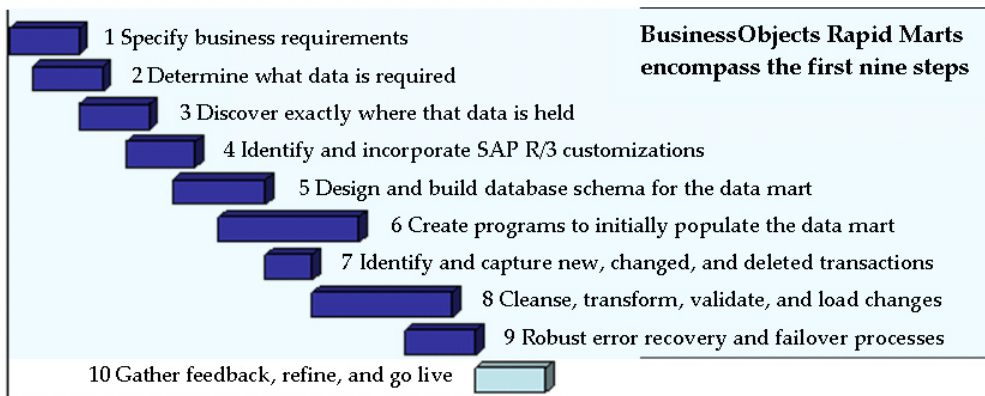 BusinessObjects Rapid Marts
encompass the first nine steps
1 Specify business requirements
2 Determine what data is required
3 Discover exactly where that data is held
4 Identify and incorporate SAP R/3 customizations
5 Design and build database schema for the data mart
6 Create programs to initially populate the data mart
7 Identify and capture new, changed, and deleted transactions
8 Cleanse, transform, validate, and load changes
9 Robust error recovery and failover processes
10 Gather feedback, refine, and go live